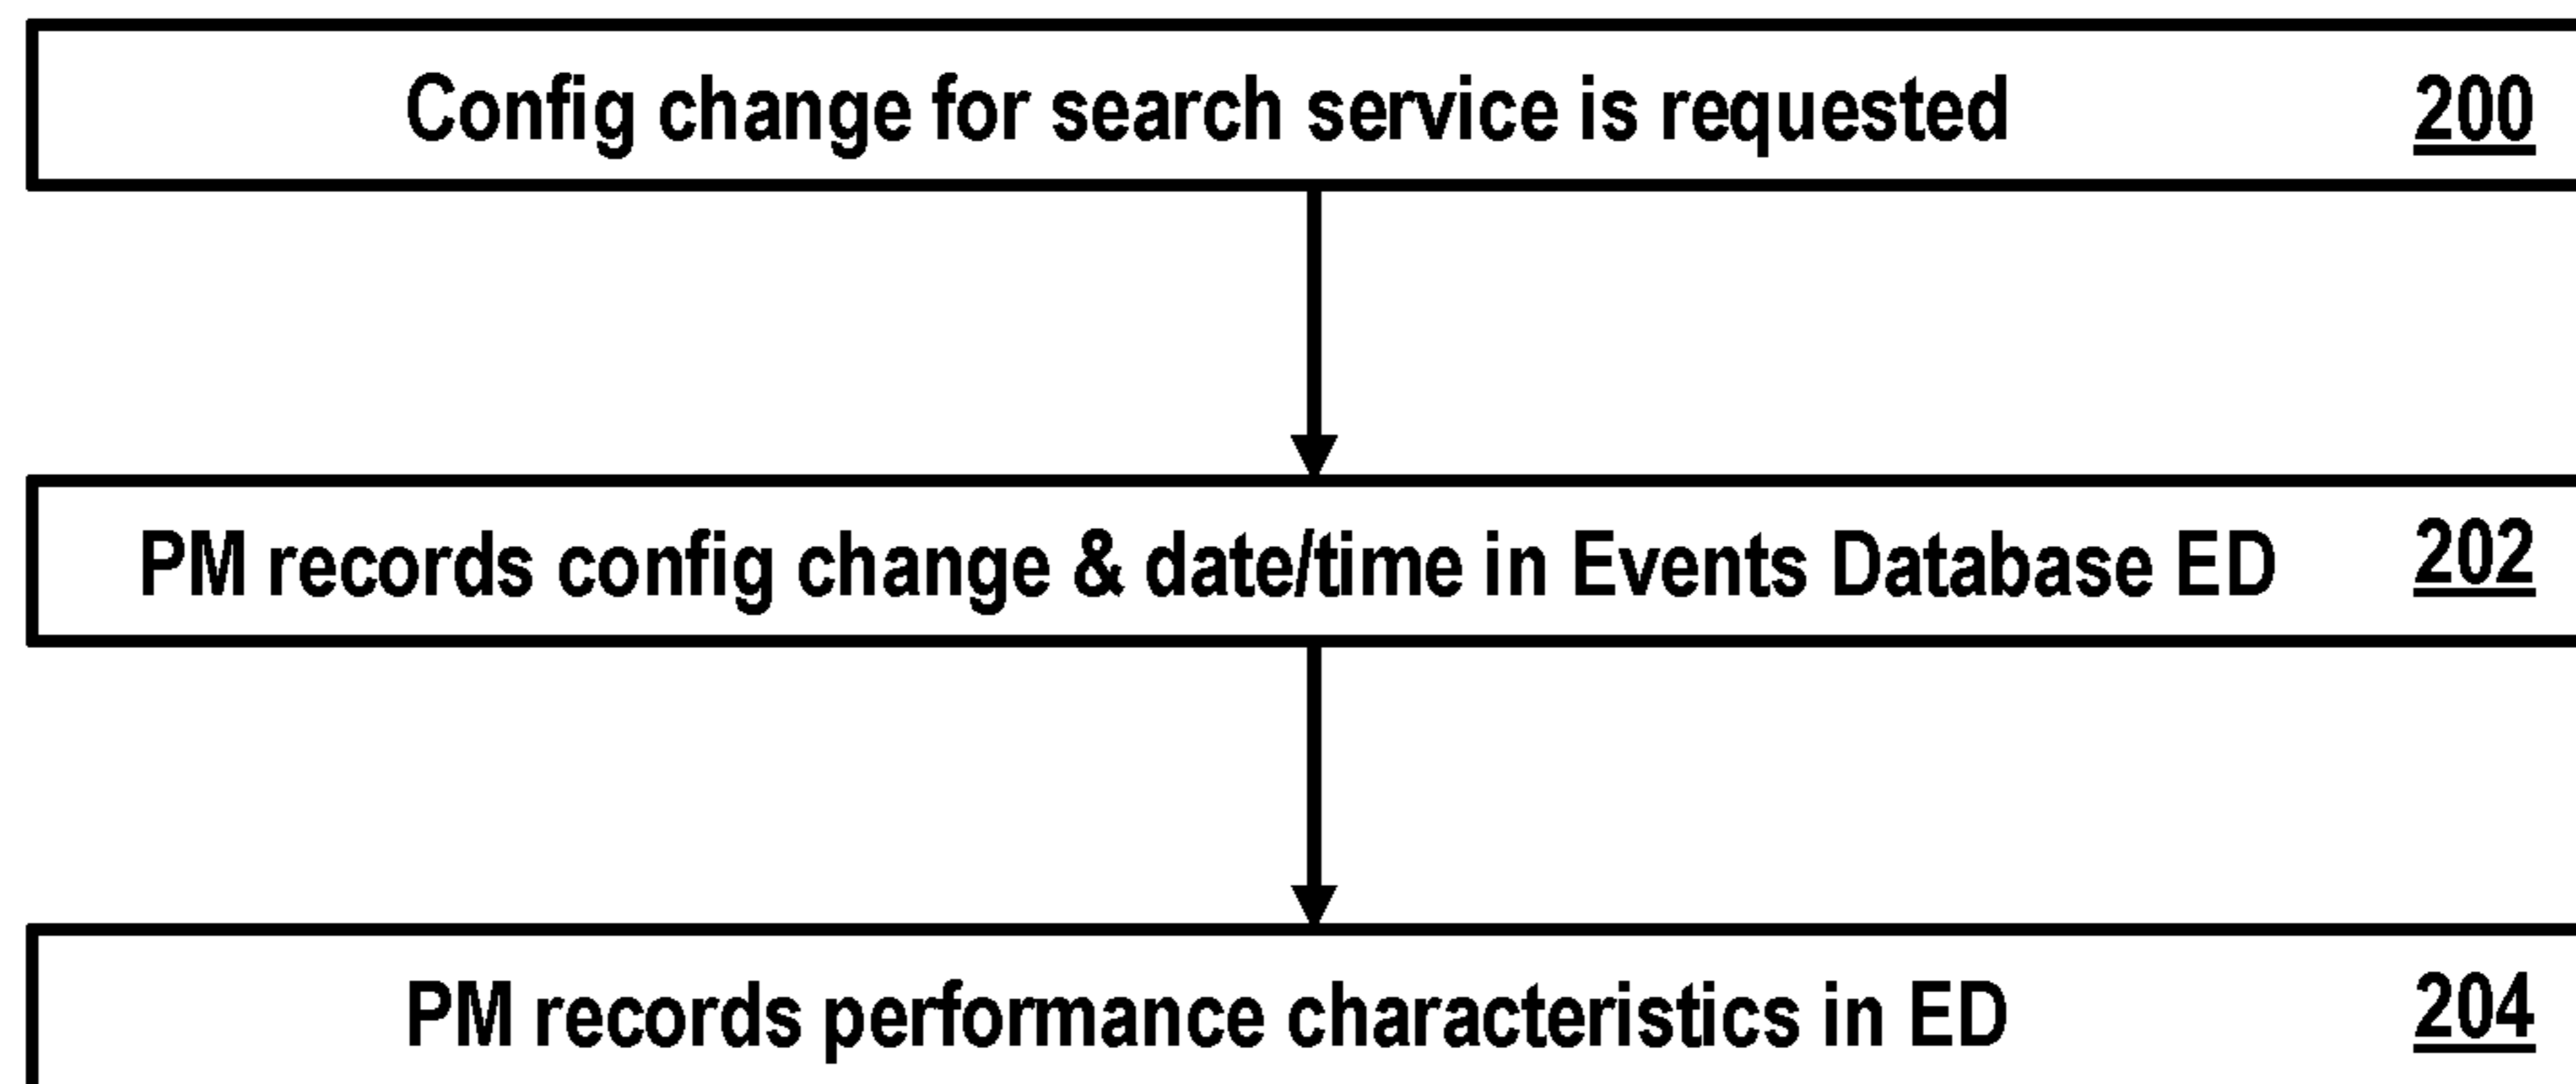 Config change for search service is requested 200
PM records config change & date/time in Events Database ED 202
PM records performance characteristics in ED 204